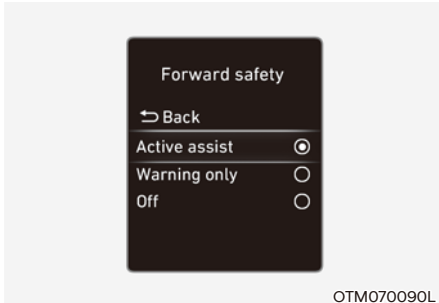 Forward safety
Back
Active assist
Warning only
Off
OTM070090L